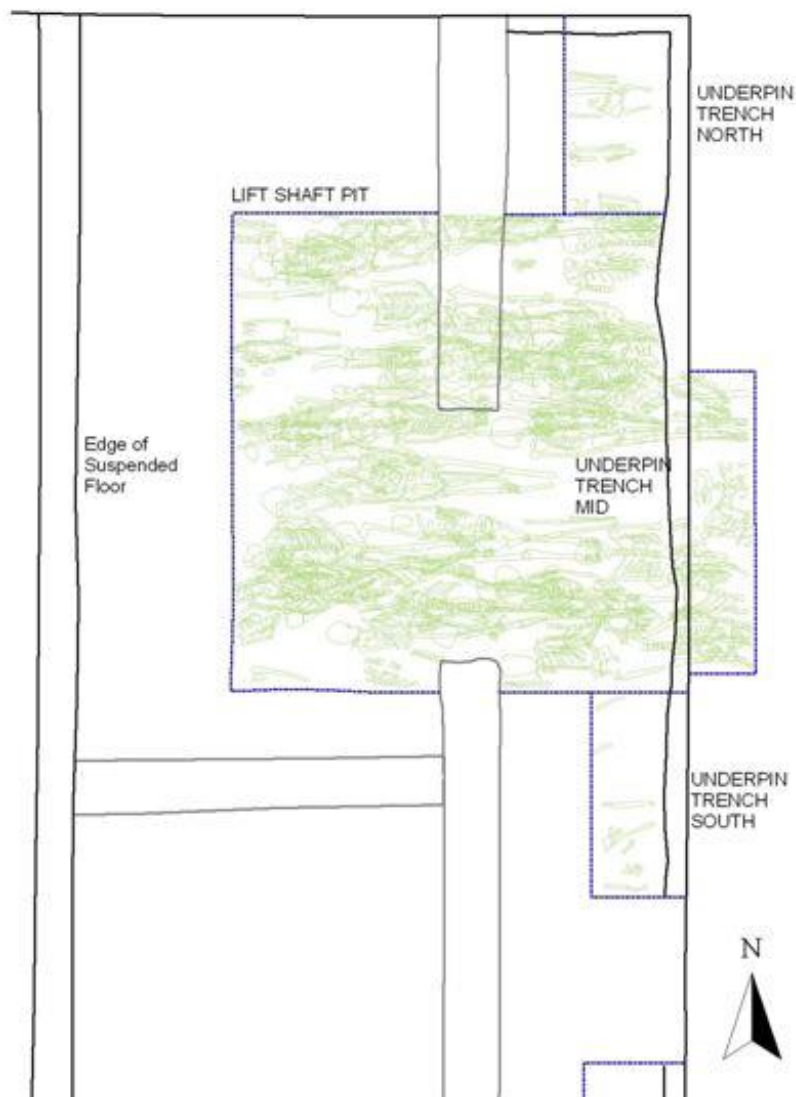 UNDERPIN
TRENCH
NORTH
LIFT SHAFT PIT
Edge of
Suspended
Floor
UNDERPIN
TRENCH
MID
UNDERPIN
TRENCH
SOUTH
N